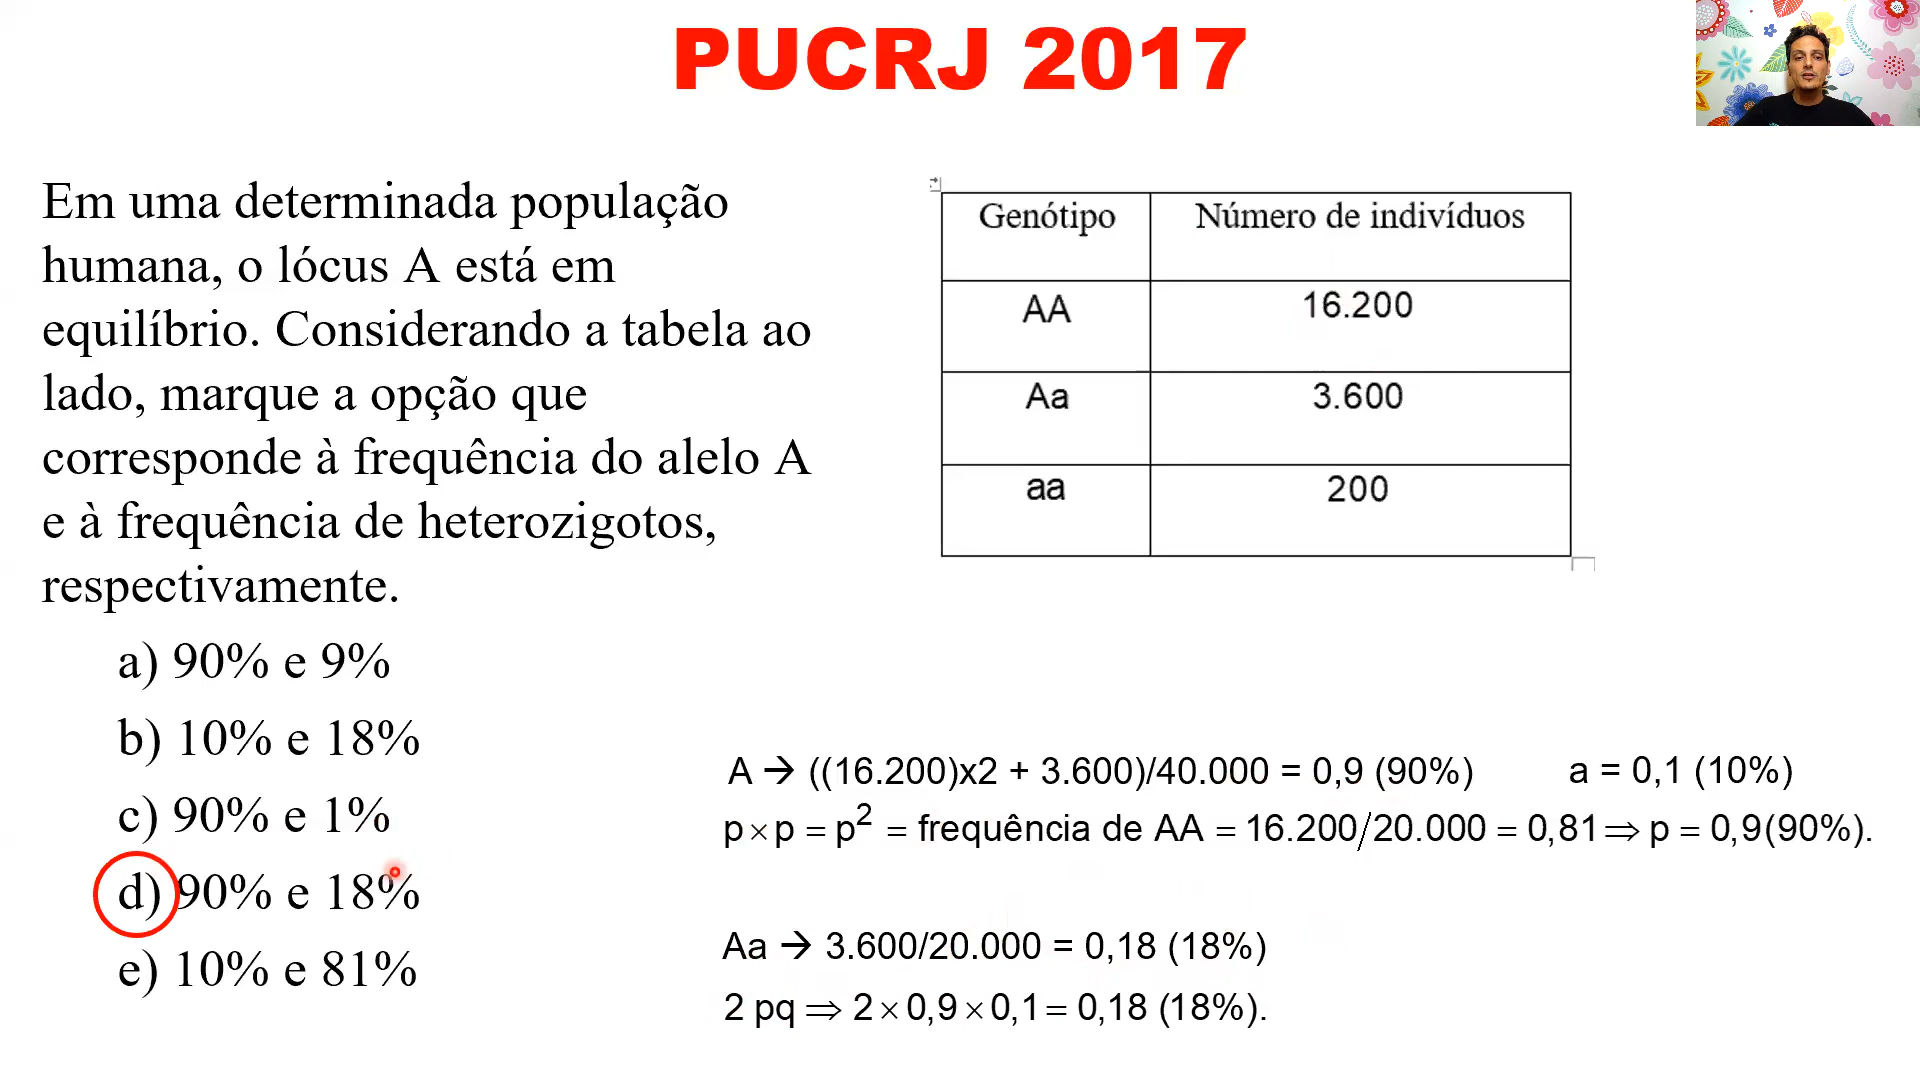 PUCRJ 2017
Em uma determinada população
humana, o lócus A está em
equilíbrio. Considerando a tabela ao
lado, marque a opção que
corresponde à frequência do alelo A
e à frequência de heterozigotos,
respectivamente.
a) 90% e 9%
b) 10% e 18%
c) 90% e 1%
d) 90% e 18%
e) 10% e 81%
Genótipo Número de indivíduos
AA 16.200
Aa 3.600
aa 200
A → ((16.200)x2 + 3.600)/40.000 = 0,9 (90%) a = 0,1 (10%)
p × p = p² = frequência de AA = 16.200/20.000 = 0,81 ⇒ p = 0,9(90%).
Aa → 3.600/20.000 = 0,18 (18%)
2 pq ⇒ 2 × 0,9 × 0,1 = 0,18 (18%).